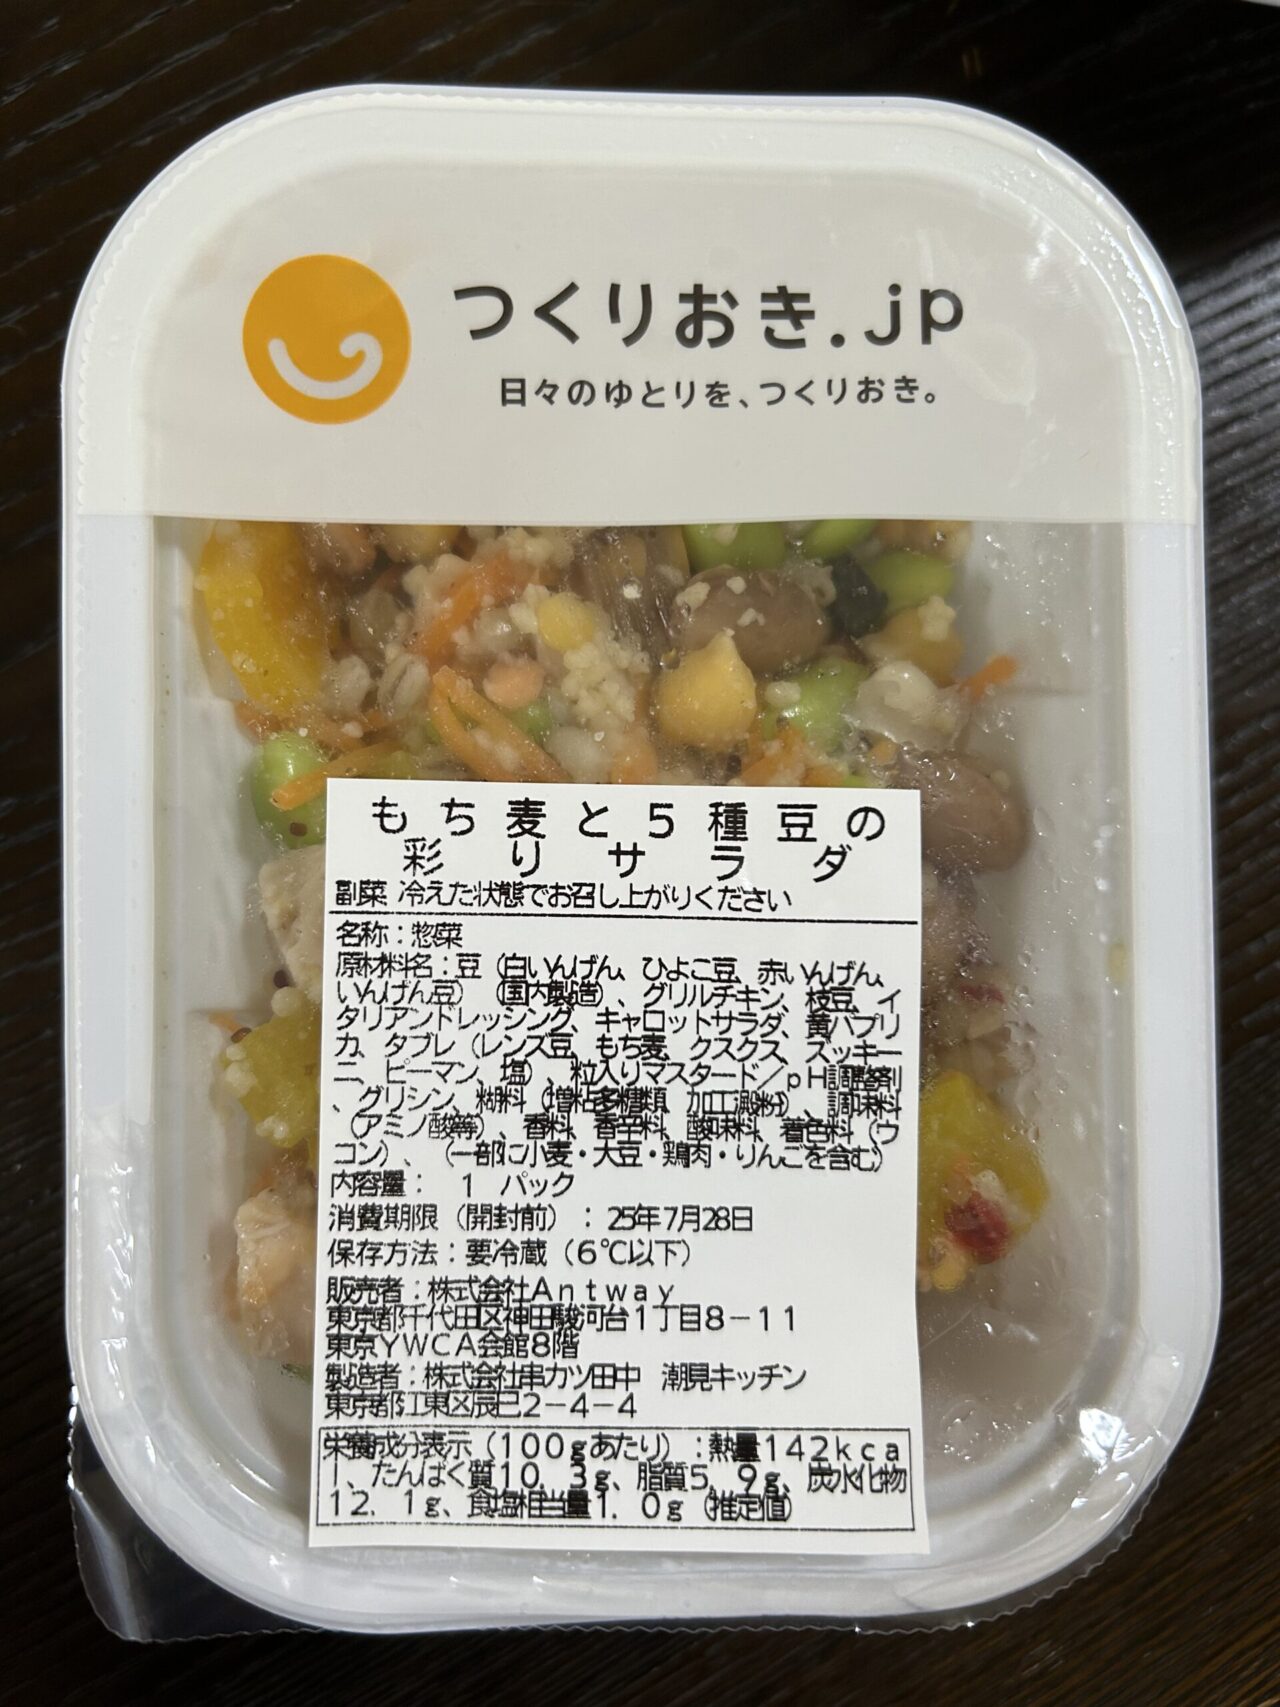 つくりおき.jp
日々のゆとりを、つくりおき。
もち麦と5種豆の
彩りサラダ
副菜 冷えた状態でお召し上がりください
名称：惣菜
原材料名：豆（白いんげん、ひよこ豆、赤いんげん、
いんげん豆）（国内製造）、グリルチキン、枝豆、イ
タリアンドレッシング、キャロットサラダ、黄パプリ
カ、タブレ（レンズ豆、もち麦、クスクス、ズッキー
ニ、ピーマン、塩）、粒入りマスタード／ｐＨ調整剤
、グリシン、糊料（増粘多糖類、加工澱粉）、調味料
（アミノ酸等）、香料、香辛料、酸味料、着色料（ウ
コン）、（一部に小麦・大豆・鶏肉・りんごを含む）
内容量： 1 パック
消費期限（開封前）：25年7月28日
保存方法：要冷蔵（6℃以下）
販売者：株式会社Ａｎｔｗａｙ
東京都千代田区神田駿河台１丁目８－１１
東京ＹＷＣＡ会館８階
製造者：株式会社串カツ田中 潮見キッチン
東京都江東区辰巳２－４－４
栄養成分表示（１００ｇあたり）：熱量１４２ｋｃａ
ｌ、たんぱく質１０．３ｇ、脂質５．９ｇ、炭水化物
１２．１ｇ、食塩相当量１．０ｇ（推定値）